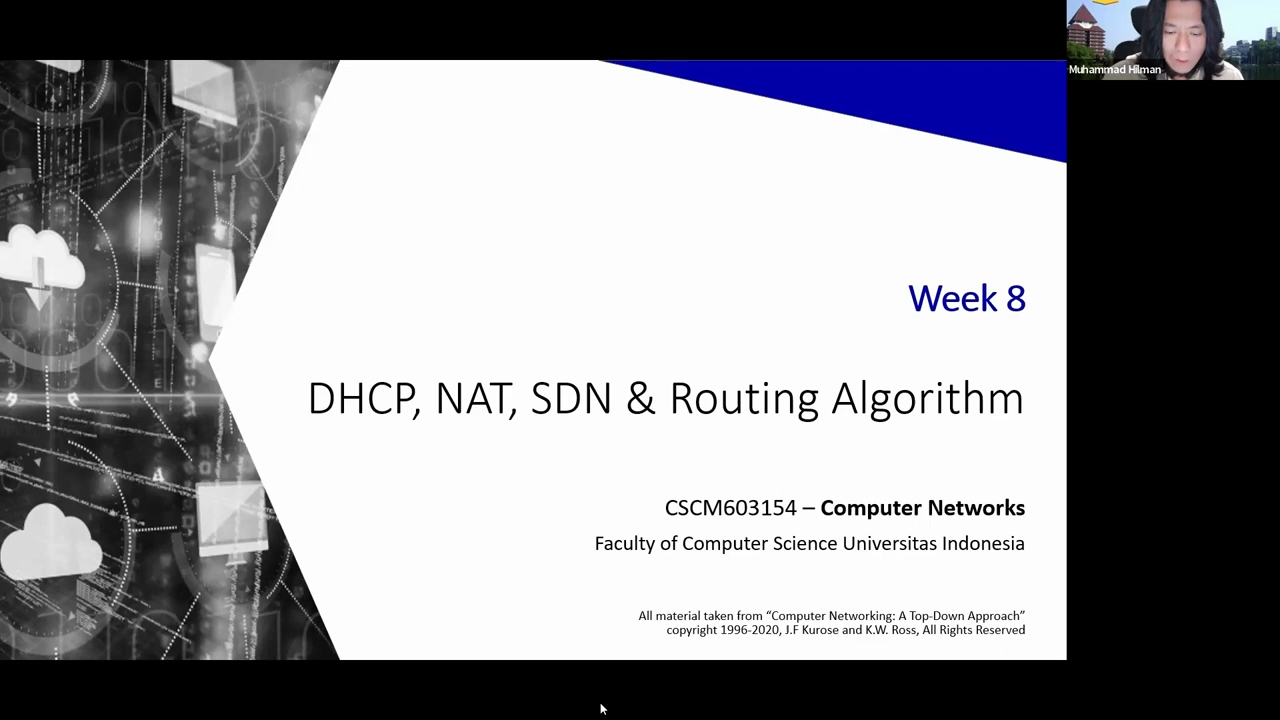 Muhammad Hilman
Week 8
DHCP, NAT, SDN & Routing Algorithm
CSCM603154 – Computer Networks
Faculty of Computer Science Universitas Indonesia
All material taken from “Computer Networking: A Top-Down Approach”
copyright 1996-2020, J.F Kurose and K.W. Ross, All Rights Reserved